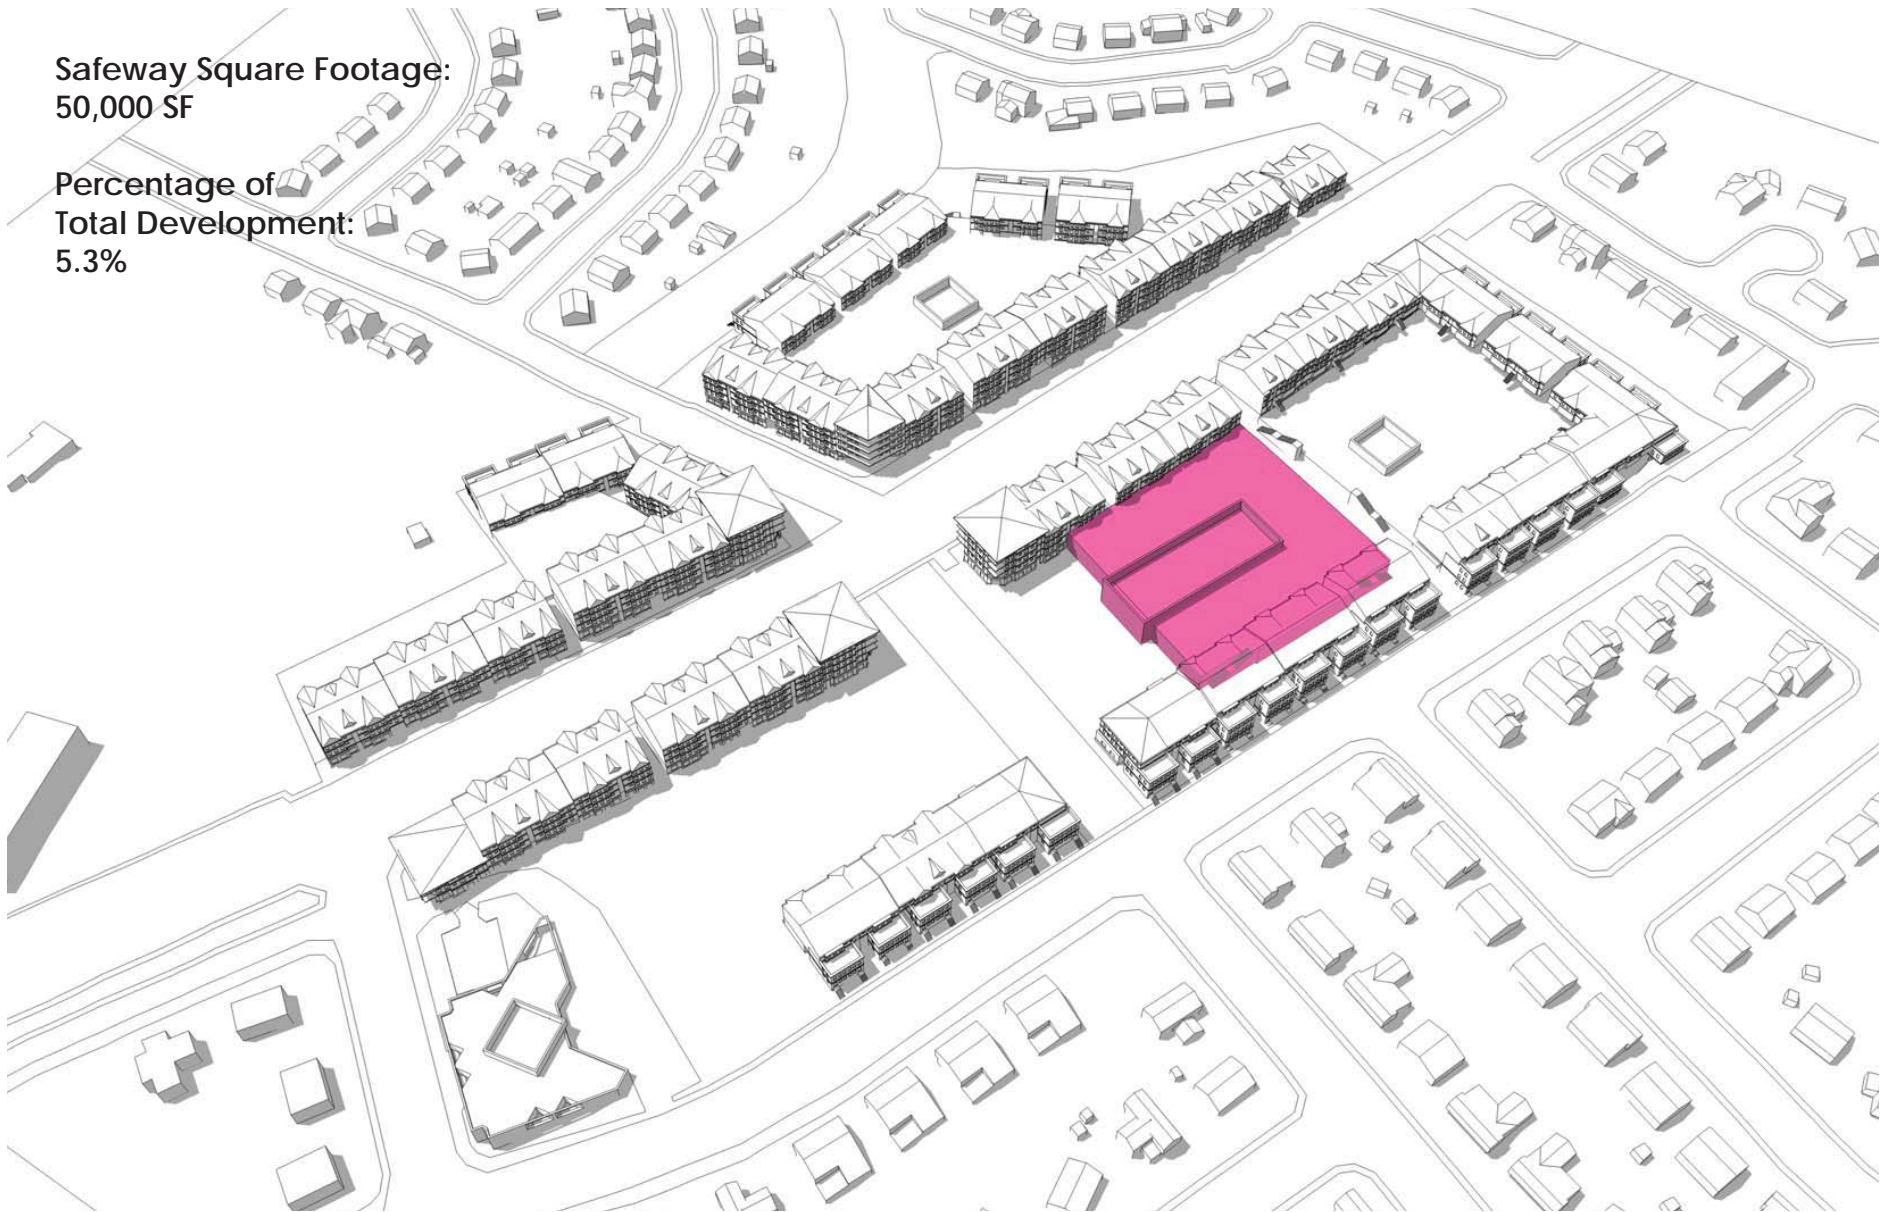 Safeway Square Footage:
50,000 SF
Percentage of
Total Development:
5.3%